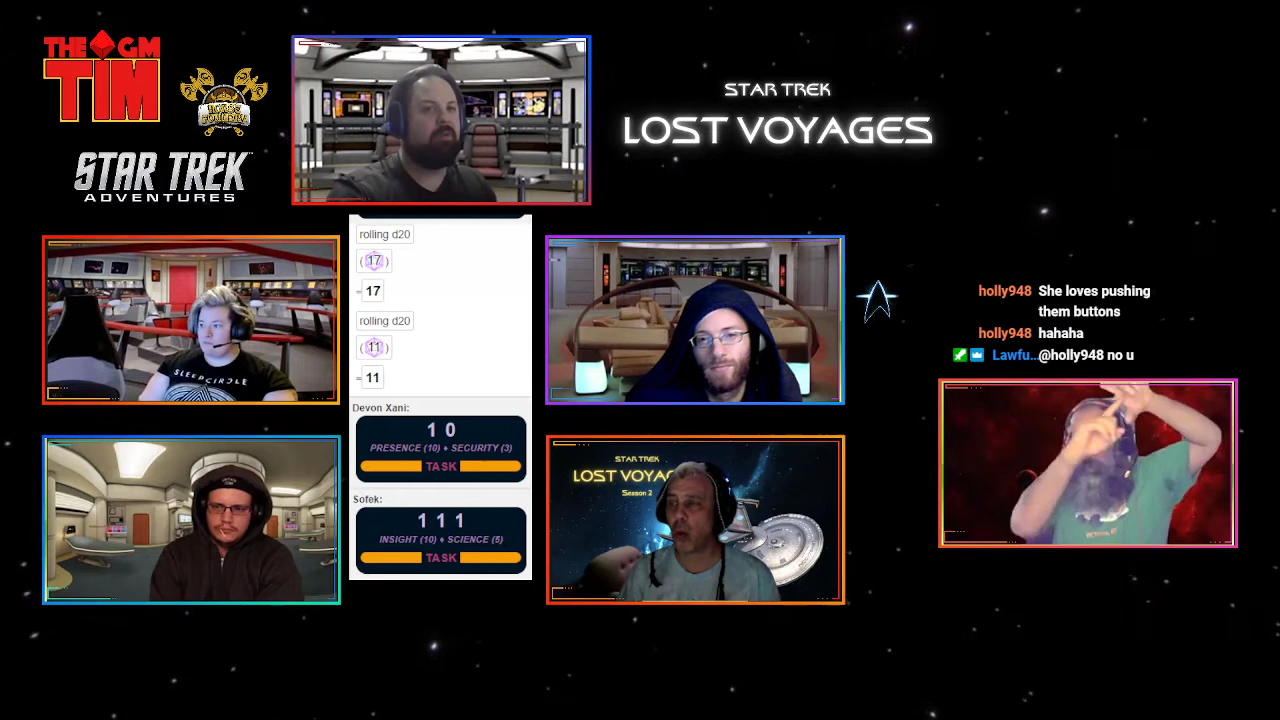 THE GM
TIM
STAR TREK
ADVENTURES
STAR TREK
LOST VOYAGES
rolling d20
( 17 )
= 17
rolling d20
( 11 )
= 11
Devon Xani:
1 0
PRESENCE (10) ♦ SECURITY (3)
TASK
Sofek:
1 1 1
INSIGHT (10) ♦ SCIENCE (5)
TASK
SLEEPCIRCLE
STAR TREK
LOST VOYA
Season 2
holly948 She loves pushing
them buttons
holly948 hahaha
Lawfu... @holly948 no u